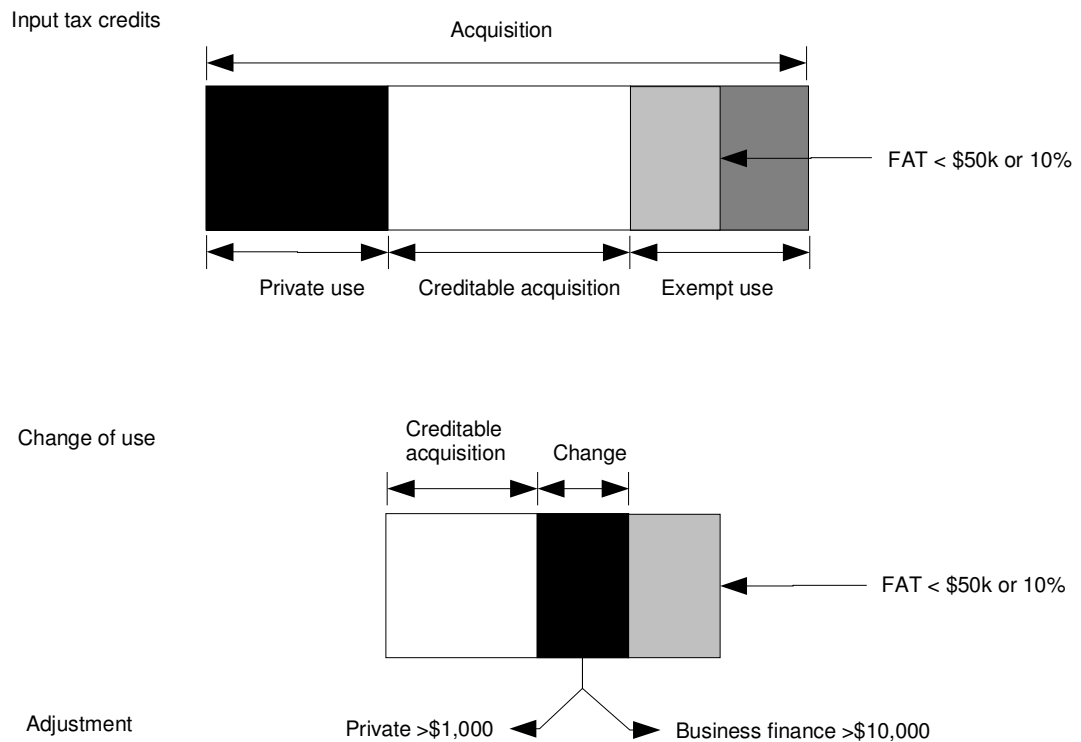 Input tax credits
Acquisition
FAT < $50k or 10%
Private use
Creditable acquisition
Exempt use
Change of use
Creditable
acquisition
Change
FAT < $50k or 10%
Adjustment
Private >$1,000
Business finance >$10,000